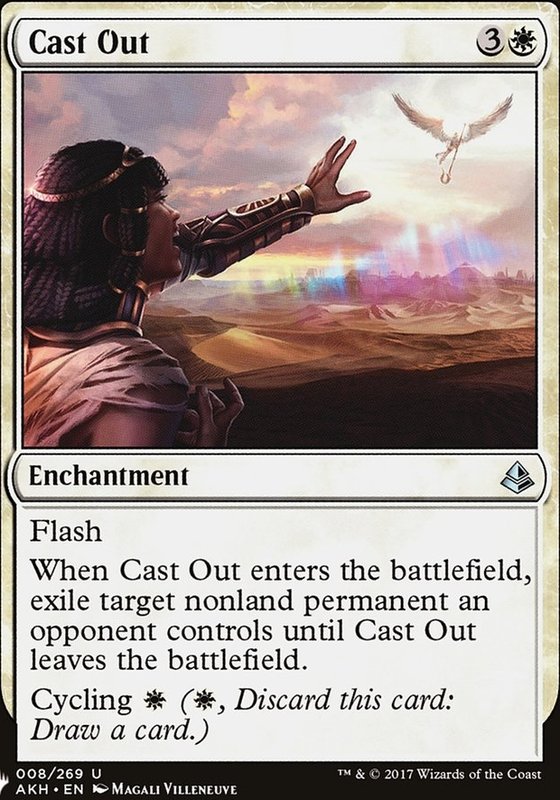 Cast Out 3
Enchantment
Flash
When Cast Out enters the battlefield,
exile target nonland permanent an
opponent controls until Cast Out
leaves the battlefield.
Cycling (, Discard this card:
Draw a card.)
008/269 U
™ & © 2017 Wizards of the Coast
AKH • EN Magali Villeneuve